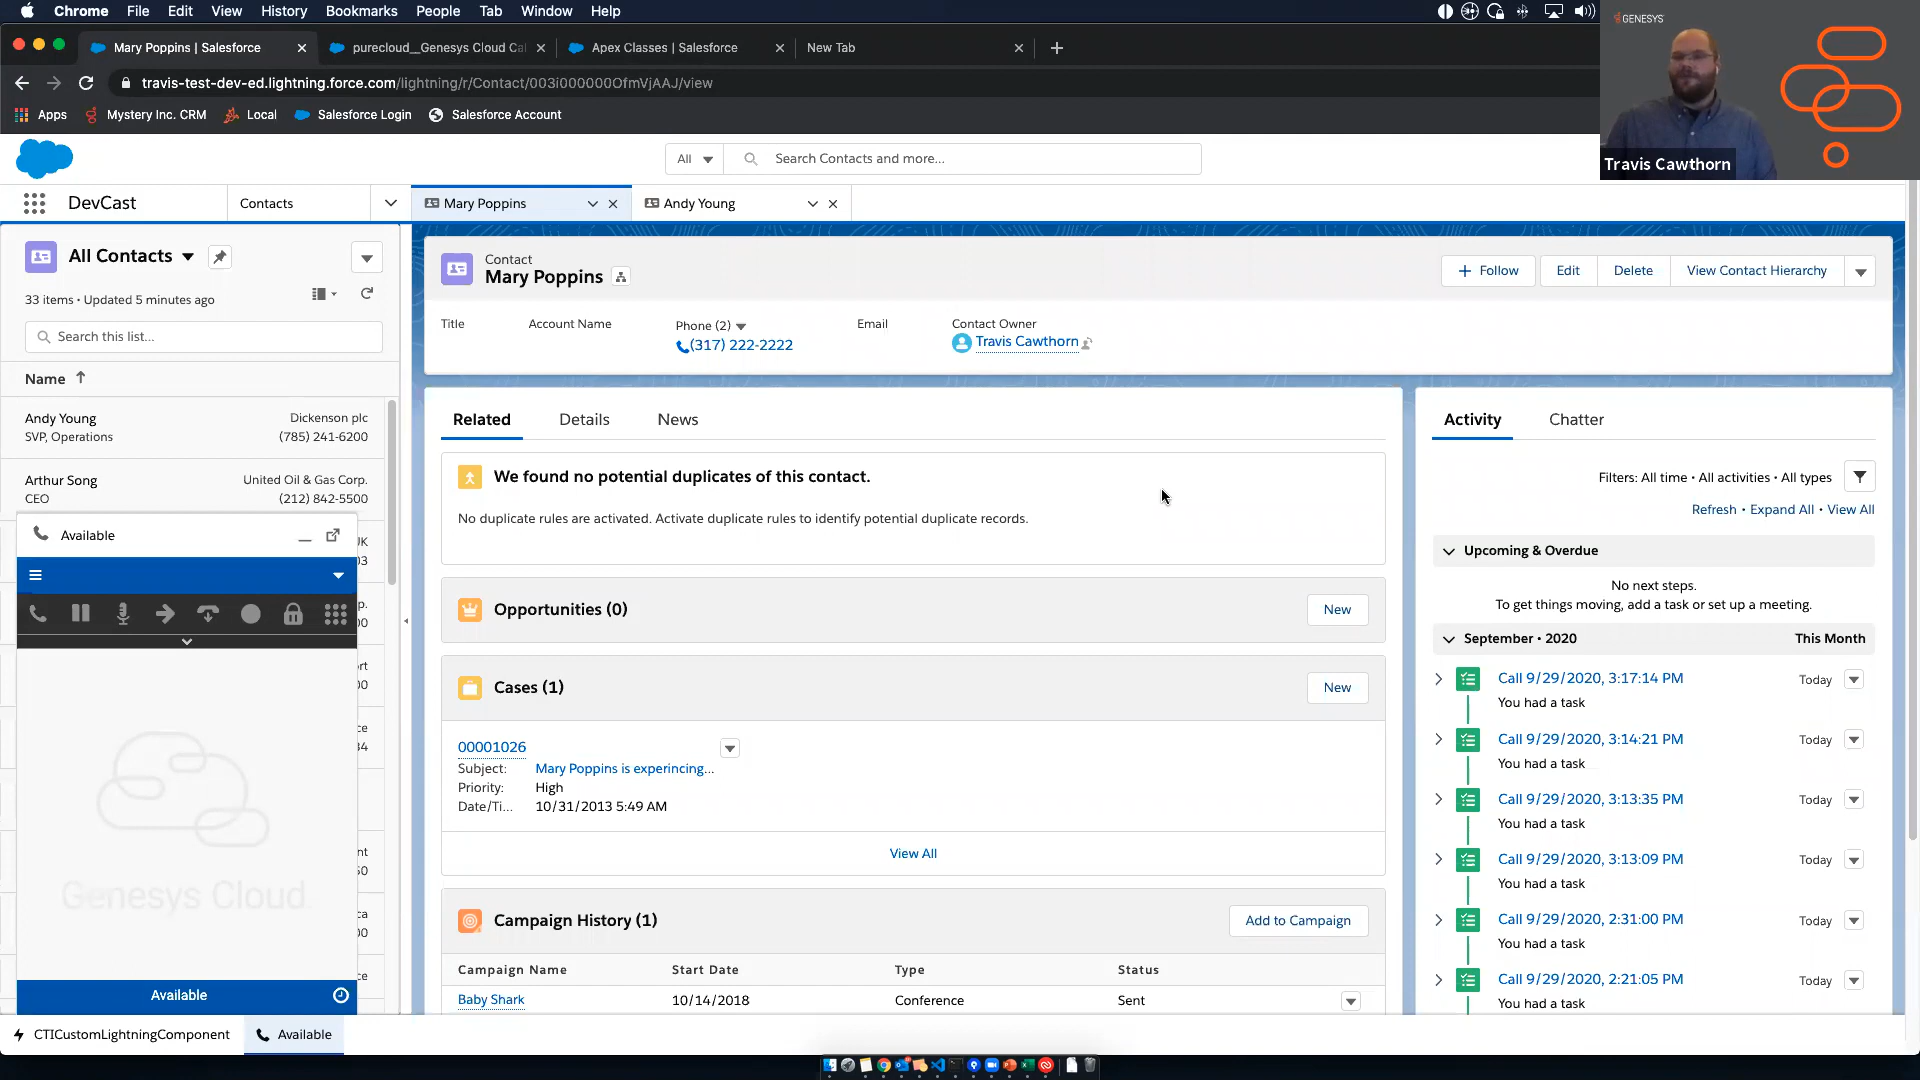 Chrome File Edit View History Bookmarks People Tab Window Help
GENESYS
Mary Poppins | Salesforce
purecloud__Genesys Cloud Cal
Apex Classes | Salesforce
New Tab
travis-test-dev-ed.lightning.force.com/lightning/r/Contact/003i000000OfmVjAAJ/view
Apps Mystery Inc. CRM Local Salesforce Login Salesforce Account
Travis Cawthorn
All
Search Contacts and more...
DevCast
Contacts
Mary Poppins
Andy Young
All Contacts
33 items • Updated 5 minutes ago
Search this list...
Name
Andy Young
Dickenson plc
SVP, Operations
(785) 241-6200
Arthur Song
United Oil & Gas Corp.
CEO
(212) 842-5500
Available
Genesys Cloud
Available
Contact
Mary Poppins
Follow
Edit
Delete
View Contact Hierarchy
Title
Account Name
Phone (2)
(317) 222-2222
Email
Contact Owner
Travis Cawthorn
Related
Details
News
We found no potential duplicates of this contact.
No duplicate rules are activated. Activate duplicate rules to identify potential duplicate records.
Opportunities (0)
New
Cases (1)
New
00001026
Subject: Mary Poppins is experincing...
Priority: High
Date/Ti... 10/31/2013 5:49 AM
View All
Campaign History (1)
Add to Campaign
Campaign Name Start Date Type Status
Baby Shark 10/14/2018 Conference Sent
Activity
Chatter
Filters: All time • All activities • All types
Refresh • Expand All • View All
Upcoming & Overdue
No next steps.
To get things moving, add a task or set up a meeting.
September • 2020
This Month
Call 9/29/2020, 3:17:14 PM Today
You had a task
Call 9/29/2020, 3:14:21 PM Today
You had a task
Call 9/29/2020, 3:13:35 PM Today
You had a task
Call 9/29/2020, 3:13:09 PM Today
You had a task
Call 9/29/2020, 2:31:00 PM Today
You had a task
Call 9/29/2020, 2:21:05 PM Today
You had a task
CTICustomLightningComponent
Available